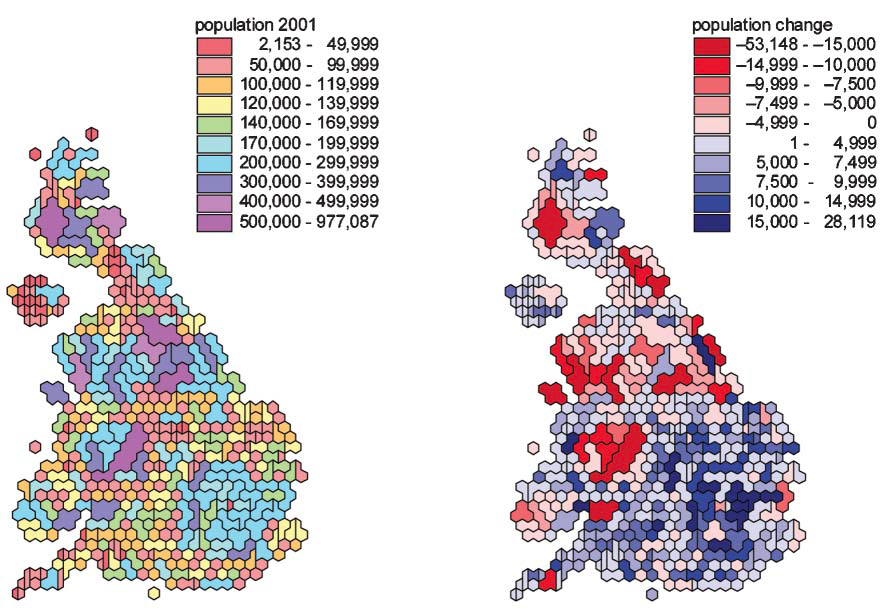 population 2001
2,153 - 49,999
50,000 - 99,999
100,000 - 119,999
120,000 - 139,999
140,000 - 169,999
170,000 - 199,999
200,000 - 299,999
300,000 - 399,999
400,000 - 499,999
500,000 - 977,087
population change
–53,148 - –15,000
–14,999 - –10,000
–9,999 - –7,500
–7,499 - –5,000
–4,999 - 0
1 - 4,999
5,000 - 7,499
7,500 - 9,999
10,000 - 14,999
15,000 - 28,119